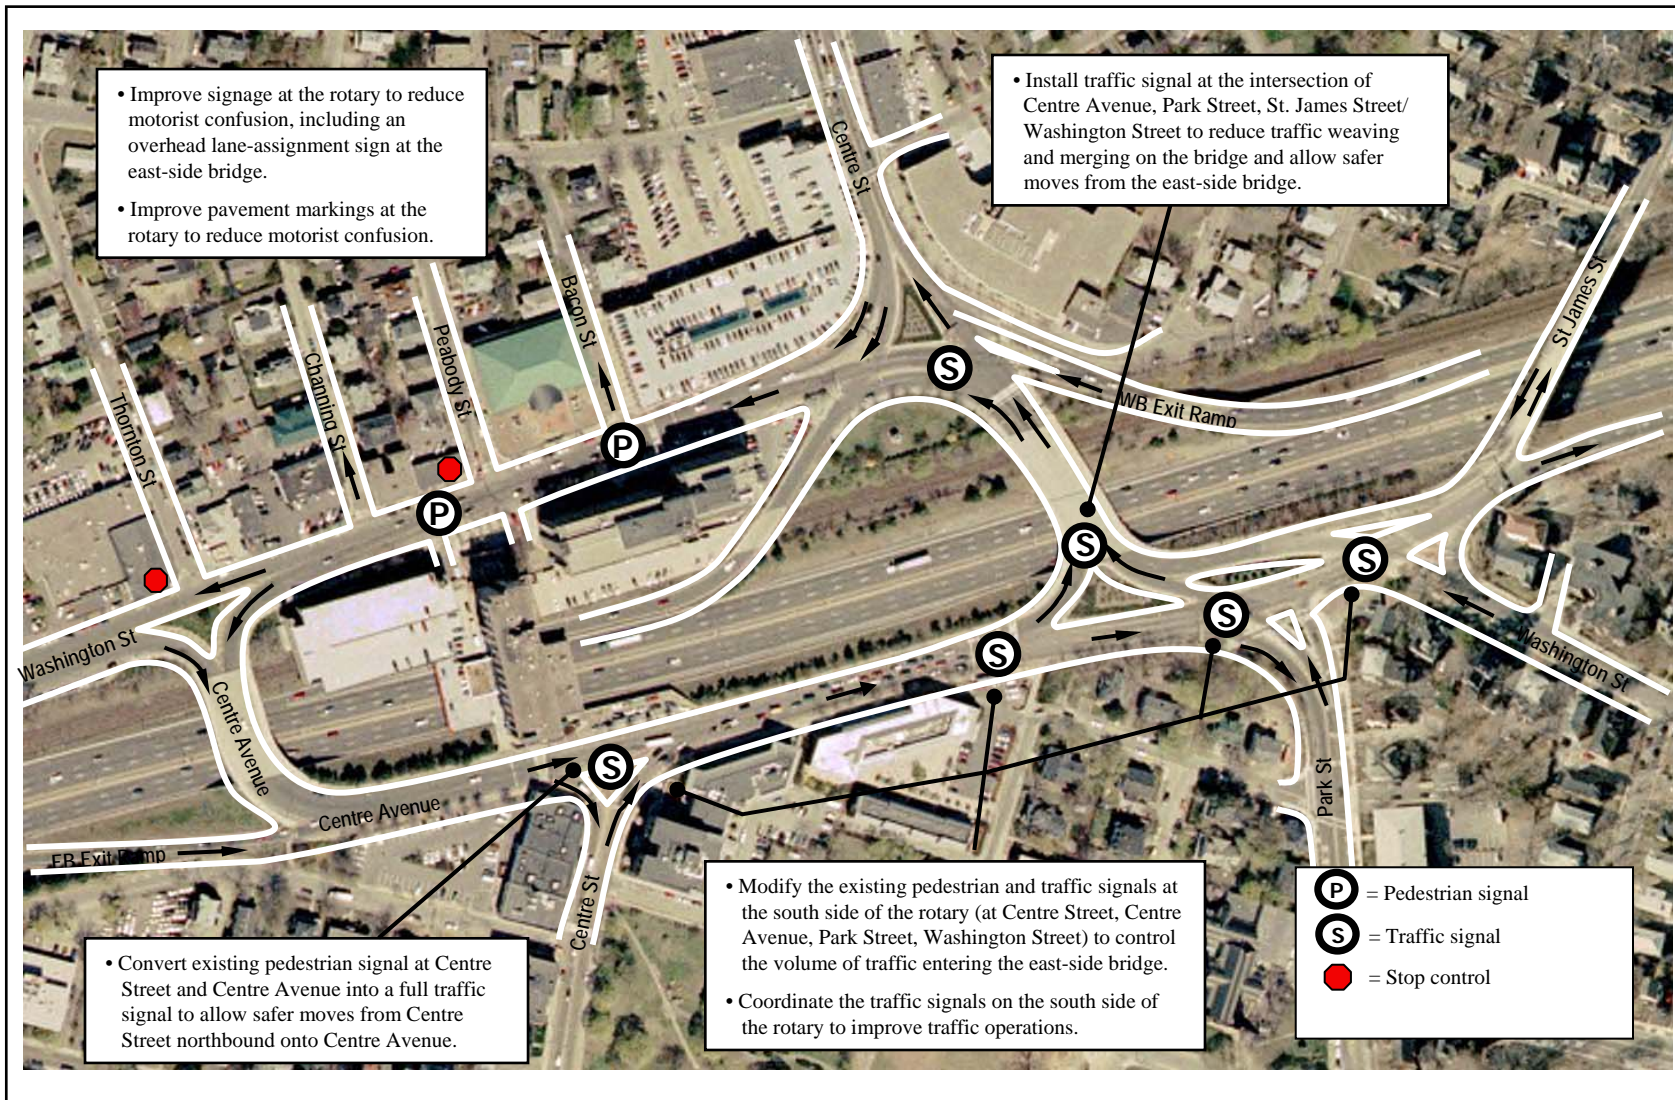 • Improve signage at the rotary to reduce
motorist confusion, including an
overhead lane-assignment sign at the
east-side bridge.
• Improve pavement markings at the
rotary to reduce motorist confusion.
• Install traffic signal at the intersection of
Centre Avenue, Park Street, St. James Street/
Washington Street to reduce traffic weaving
and merging on the bridge and allow safer
moves from the east-side bridge.
Centre St
Bacon St
Peabody St
Channing St
Thornton St
St James St
WB Exit Ramp
S
P
P
S
S
S
S
Washington St
Washington St
Centre Avenue
S
Park St
Centre Avenue
EB Exit Ramp
Centre St
• Modify the existing pedestrian and traffic signals at
the south side of the rotary (at Centre Street, Centre
Avenue, Park Street, Washington Street) to control
the volume of traffic entering the east-side bridge.
• Coordinate the traffic signals on the south side of
the rotary to improve traffic operations.
• Convert existing pedestrian signal at Centre
Street and Centre Avenue into a full traffic
signal to allow safer moves from Centre
Street northbound onto Centre Avenue.
P = Pedestrian signal
S = Traffic signal
= Stop control